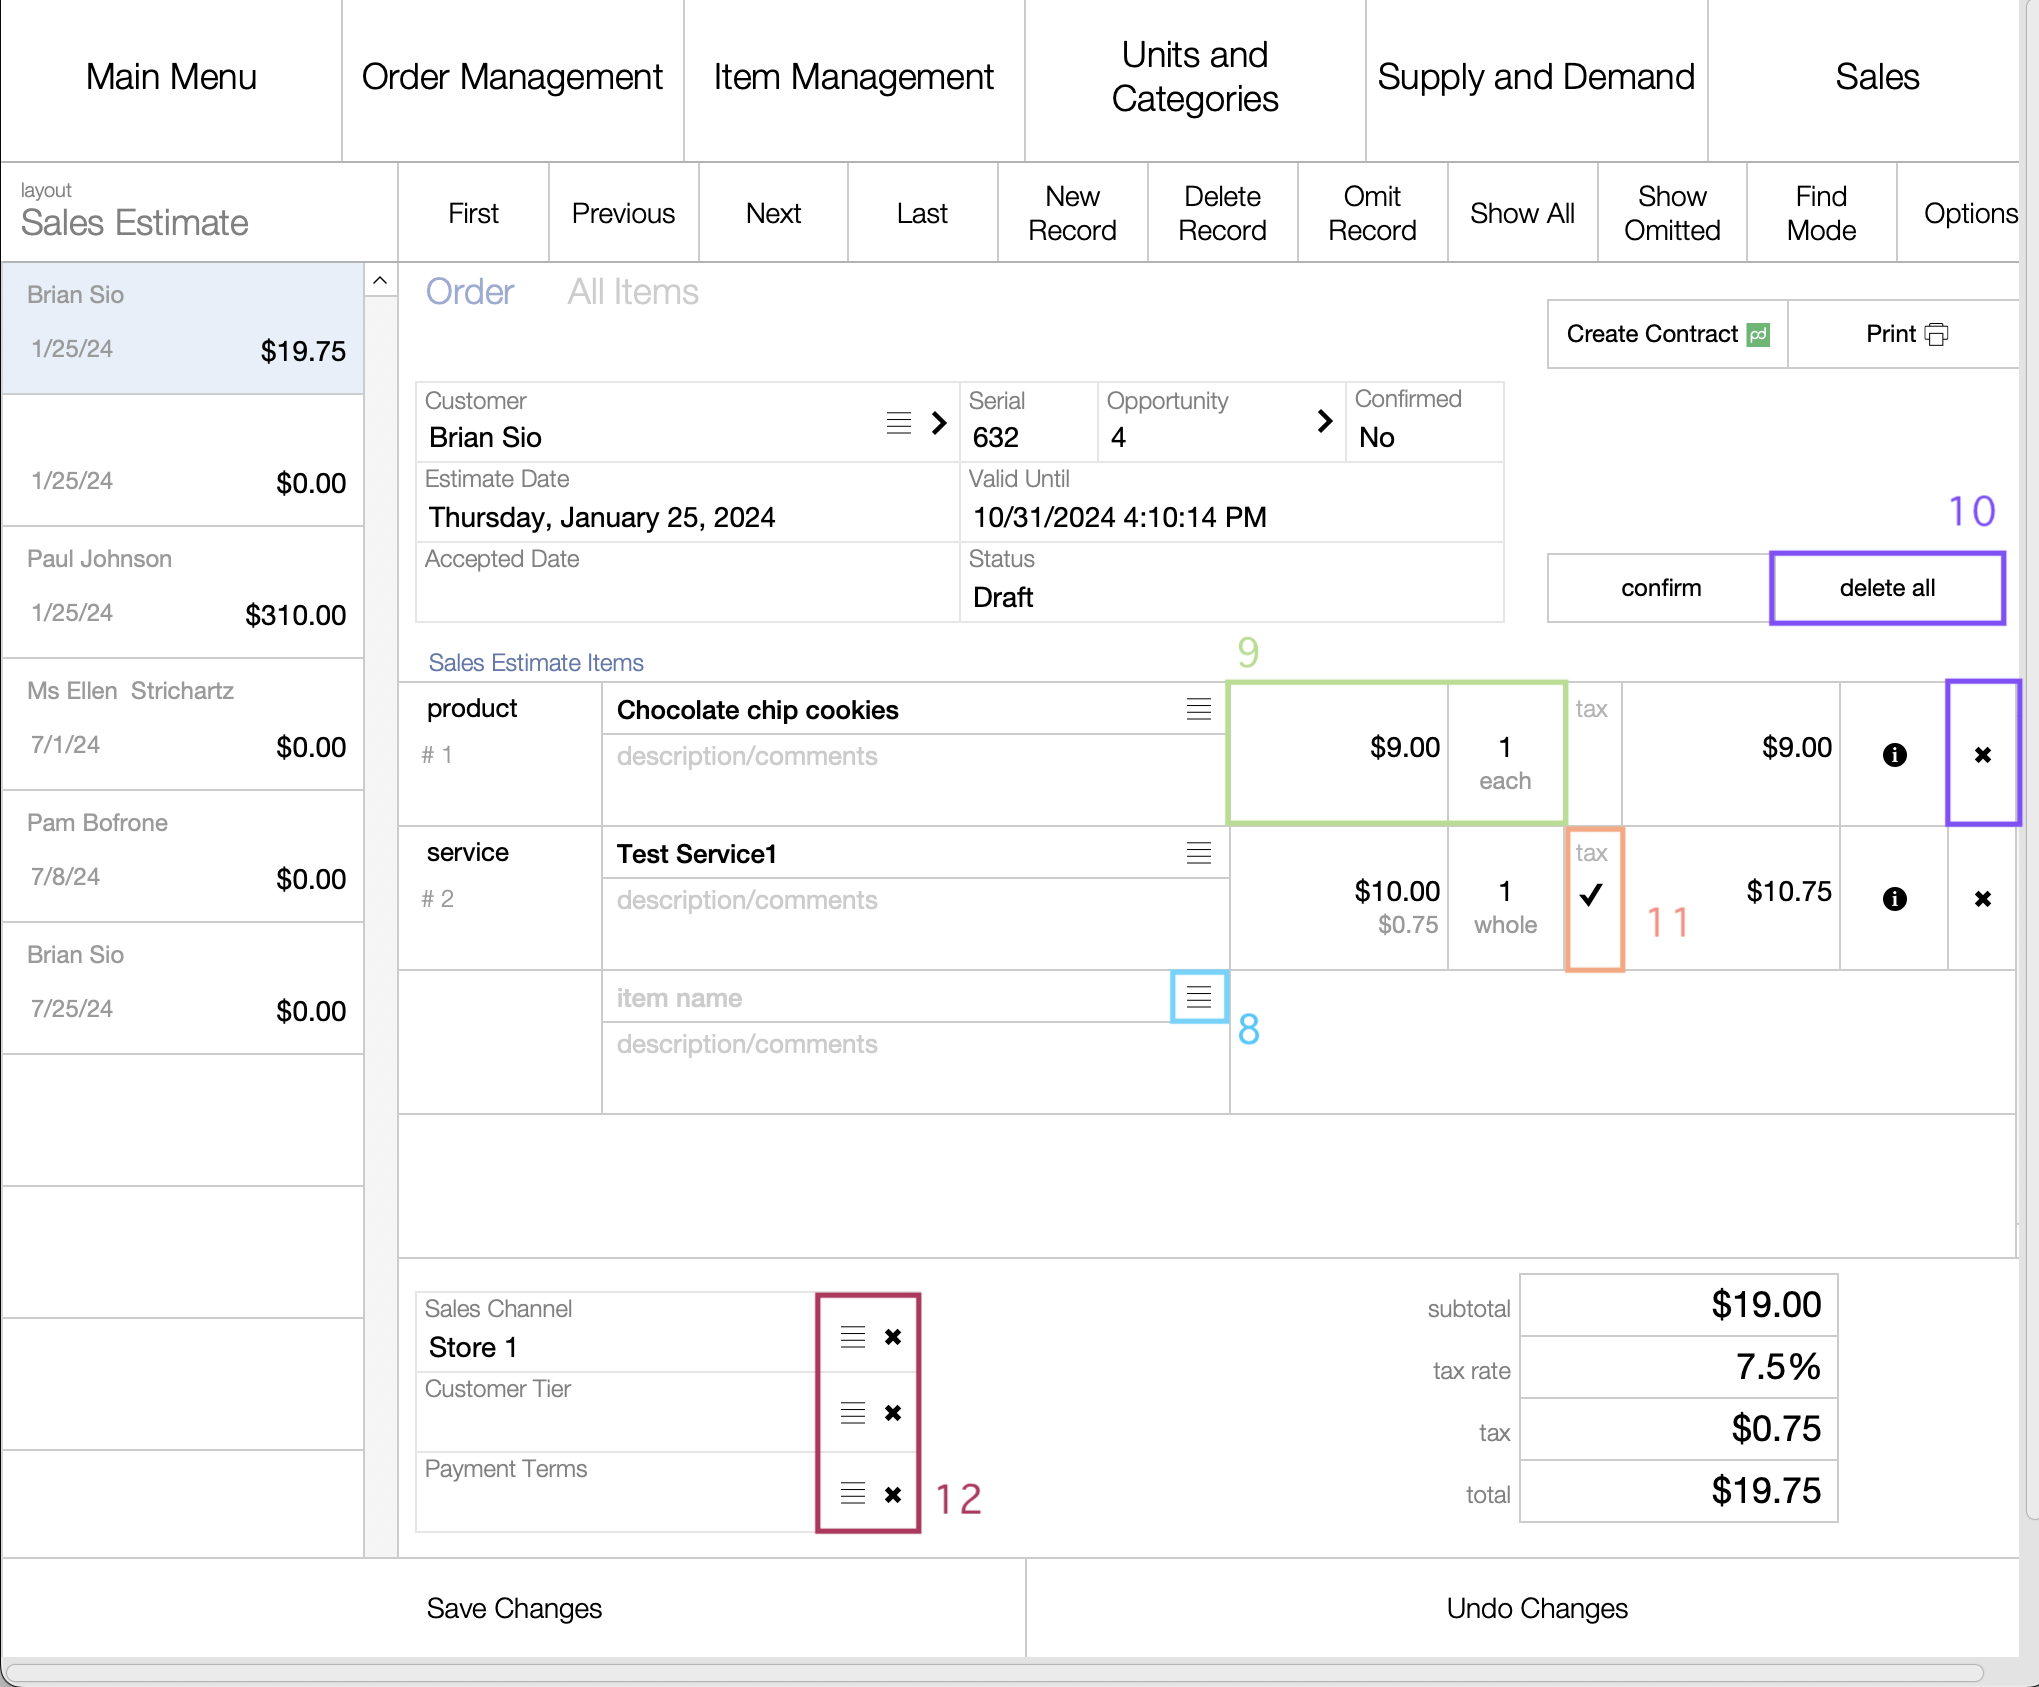 Main Menu
Order Management
Item Management
Units and
Categories
Supply and Demand
Sales
layout
Sales Estimate
First
Previous
Next
Last
New
Record
Delete
Record
Omit
Record
Show All
Show
Omitted
Find
Mode
Options
Brian Sio
1/25/24 $19.75
1/25/24 $0.00
Paul Johnson
1/25/24 $310.00
Ms Ellen  Strichartz
7/1/24 $0.00
Pam Bofrone
7/8/24 $0.00
Brian Sio
7/25/24 $0.00
Order All Items
Create Contract pd
Print
Customer
Brian Sio
Serial
632
Opportunity
4
Confirmed
No
Estimate Date
Thursday, January 25, 2024
Valid Until
10/31/2024 4:10:14 PM
Accepted Date
Status
Draft
10
confirm
delete all
Sales Estimate Items
9
product
# 1
Chocolate chip cookies
description/comments
$9.00
1
each
tax
$9.00
service
# 2
Test Service1
description/comments
$10.00
$0.75
1
whole
tax
11
$10.75
item name
description/comments
8
Sales Channel
Store 1
Customer Tier
Payment Terms
12
subtotal $19.00
tax rate 7.5%
tax $0.75
total $19.75
Save Changes
Undo Changes